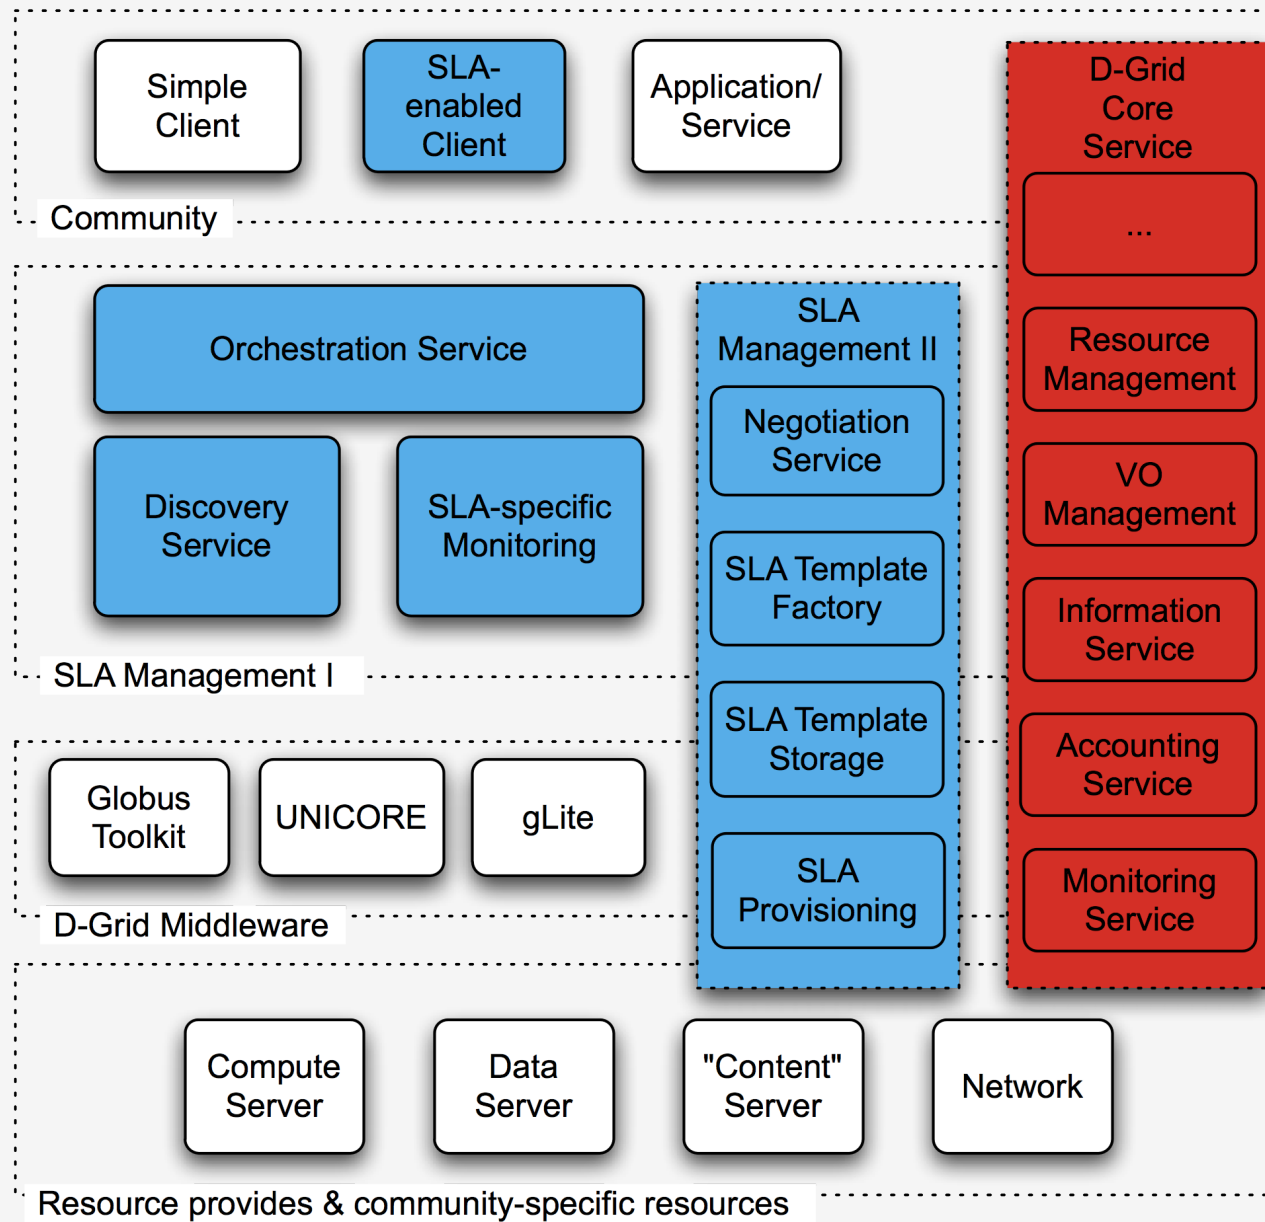 Simple
Client
SLA-
enabled
Client
Application/
Service
Community
D-Grid
Core
Service
...
Resource
Management
VO
Management
Information
Service
Accounting
Service
Monitoring
Service
Orchestration Service
Discovery
Service
SLA-specific
Monitoring
SLA Management I
SLA
Management II
Negotiation
Service
SLA Template
Factory
SLA Template
Storage
SLA
Provisioning
Globus
Toolkit
UNICORE
gLite
D-Grid Middleware
Compute
Server
Data
Server
"Content"
Server
Network
Resource provides & community-specific resources